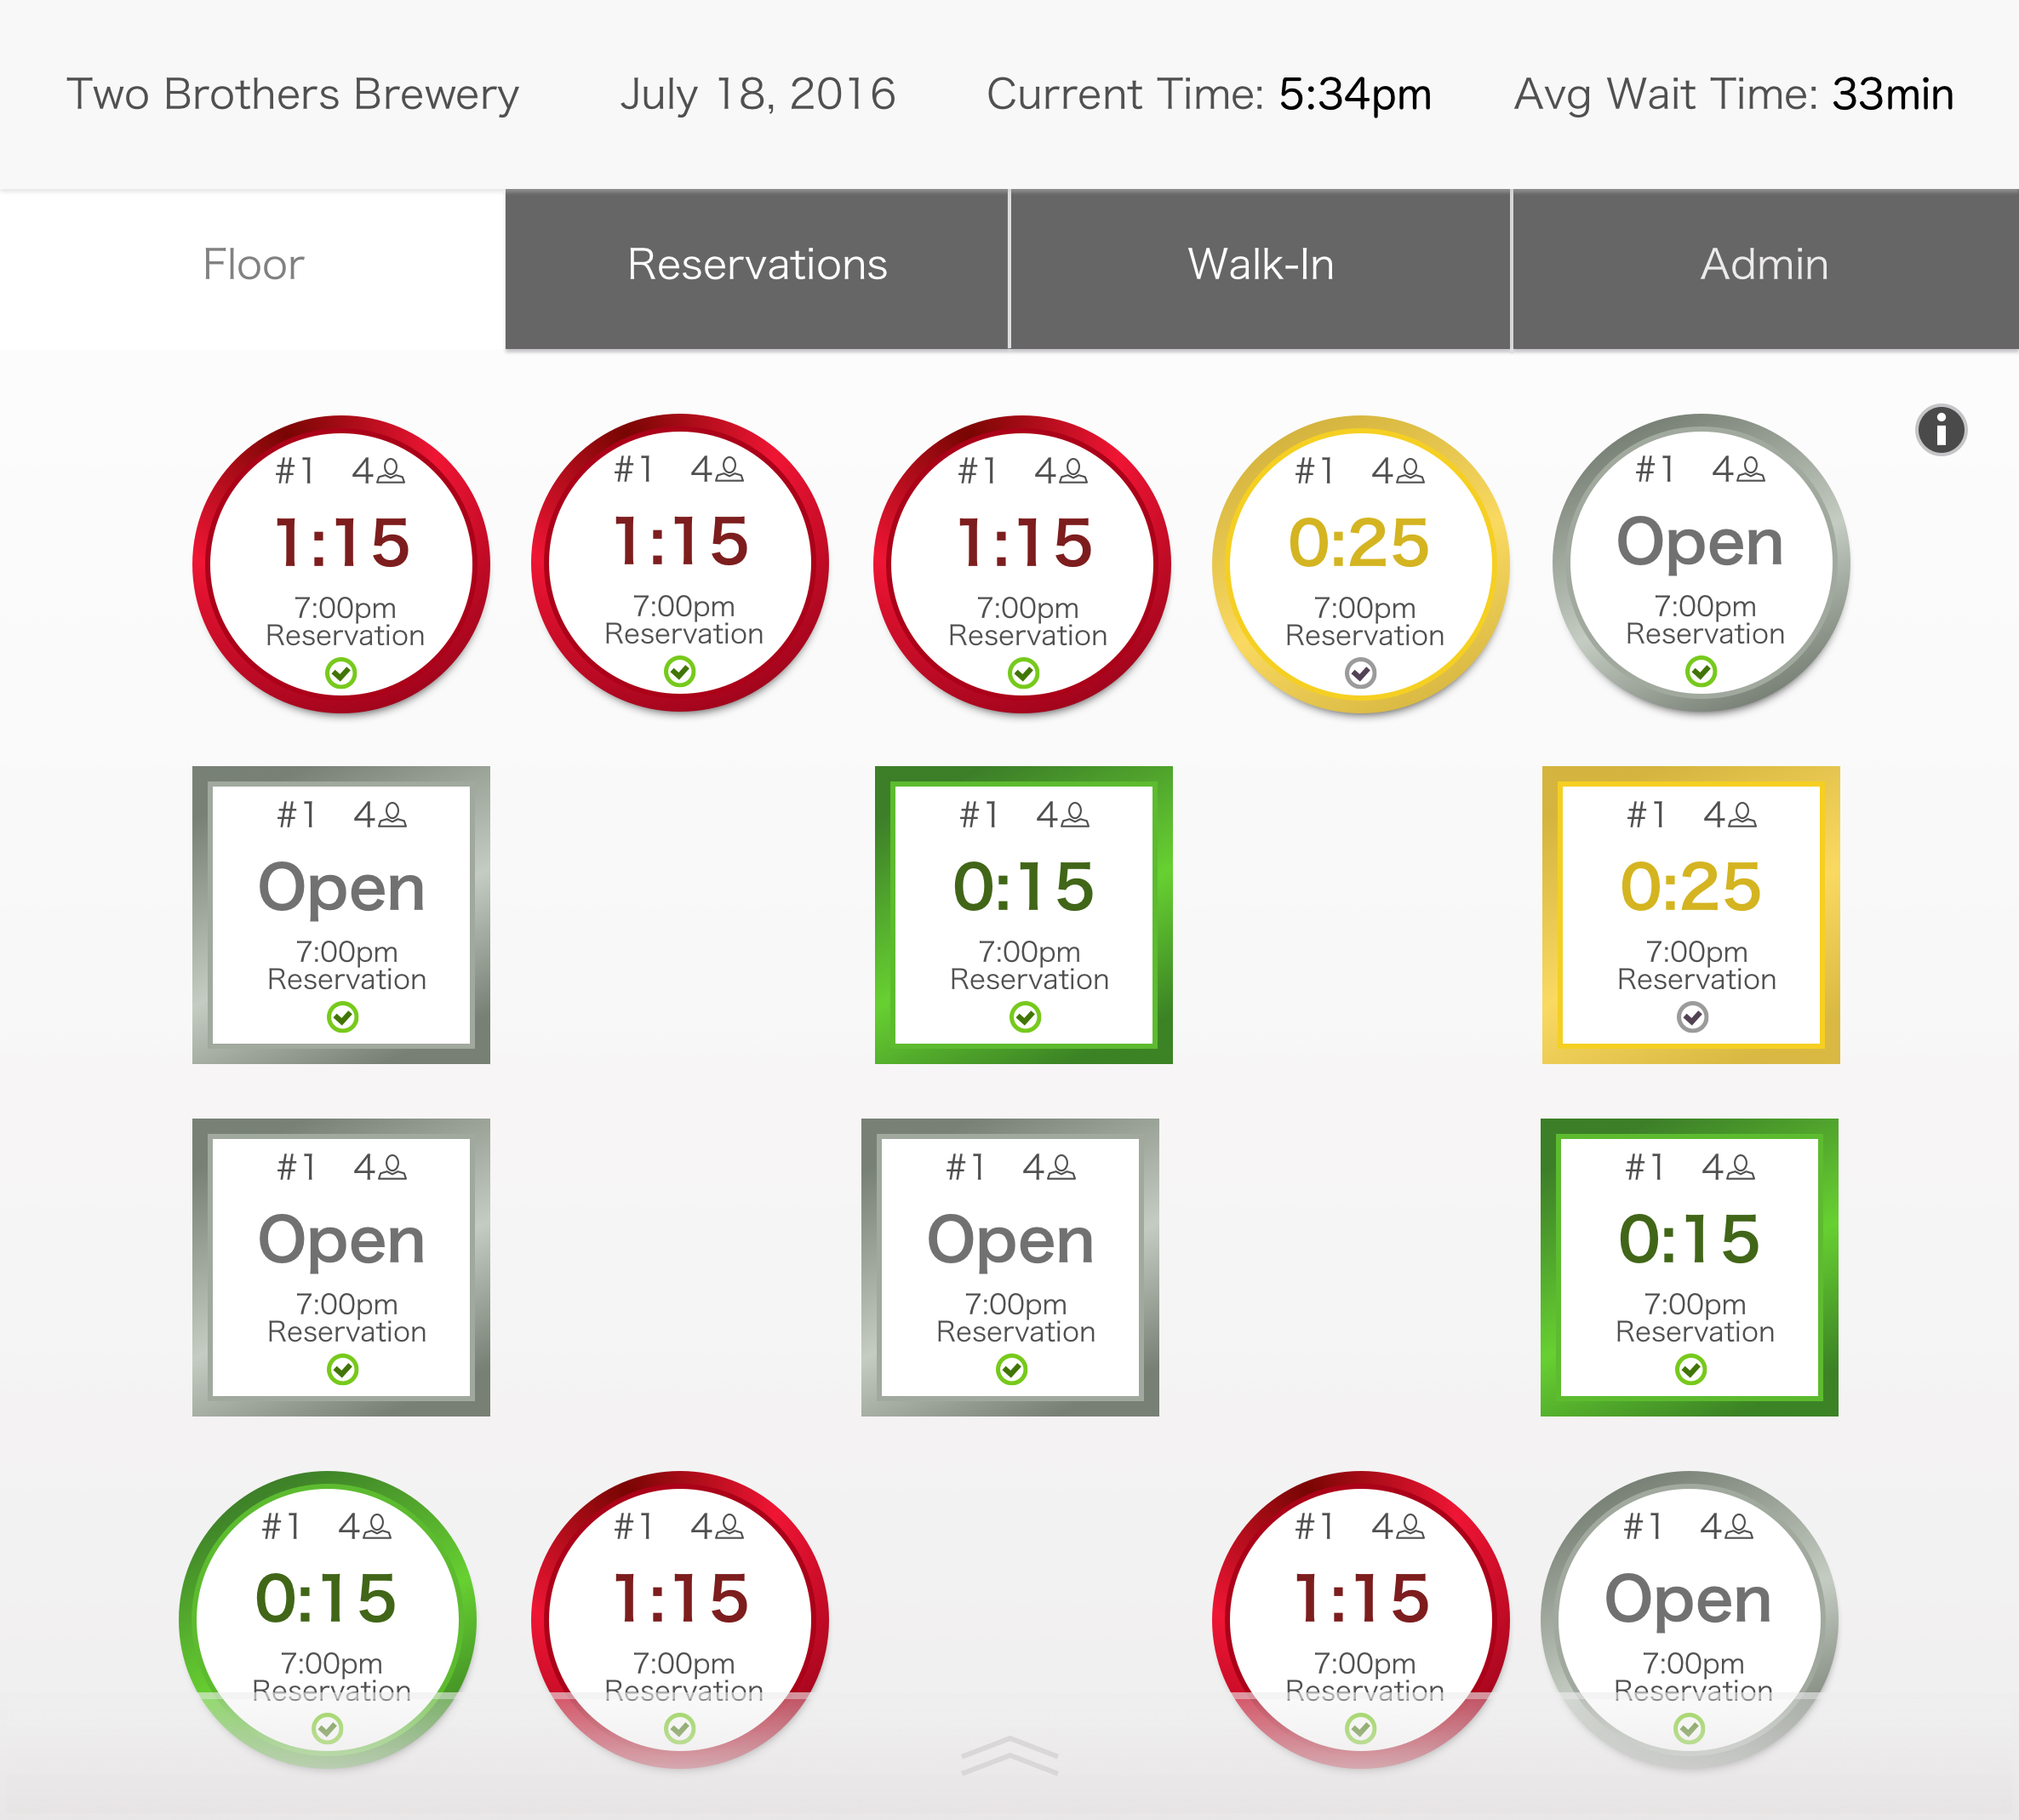 Two Brothers Brewery July 18, 2016 Current Time: 5:34pm Avg Wait Time: 33min
Floor Reservations Walk-In Admin
#1 4
1:15
7:00pm
Reservation
#1 4
1:15
7:00pm
Reservation
#1 4
1:15
7:00pm
Reservation
#1 4
0:25
7:00pm
Reservation
#1 4
Open
7:00pm
Reservation
i
#1 4
Open
7:00pm
Reservation
#1 4
0:15
7:00pm
Reservation
#1 4
0:25
7:00pm
Reservation
#1 4
Open
7:00pm
Reservation
#1 4
Open
7:00pm
Reservation
#1 4
0:15
7:00pm
Reservation
#1 4
0:15
7:00pm
Reservation
#1 4
1:15
7:00pm
Reservation
#1 4
1:15
7:00pm
Reservation
#1 4
Open
7:00pm
Reservation